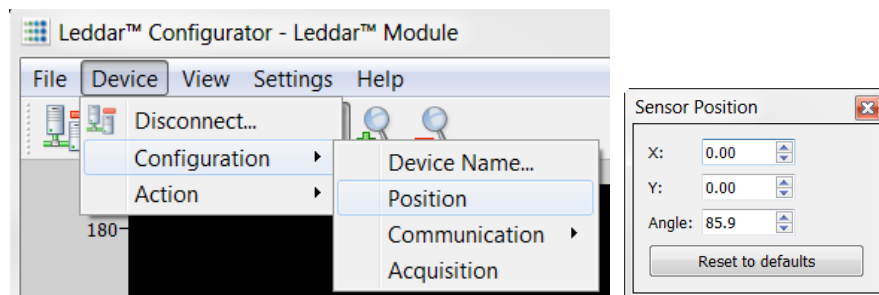 Leddar™ Configurator - Leddar™ Module
File Device View Settings Help
Disconnect...
Configuration
Action
180
Device Name...
Position
Communication
Acquisition
Sensor Position
X: 0.00
Y: 0.00
Angle: 85.9
Reset to defaults